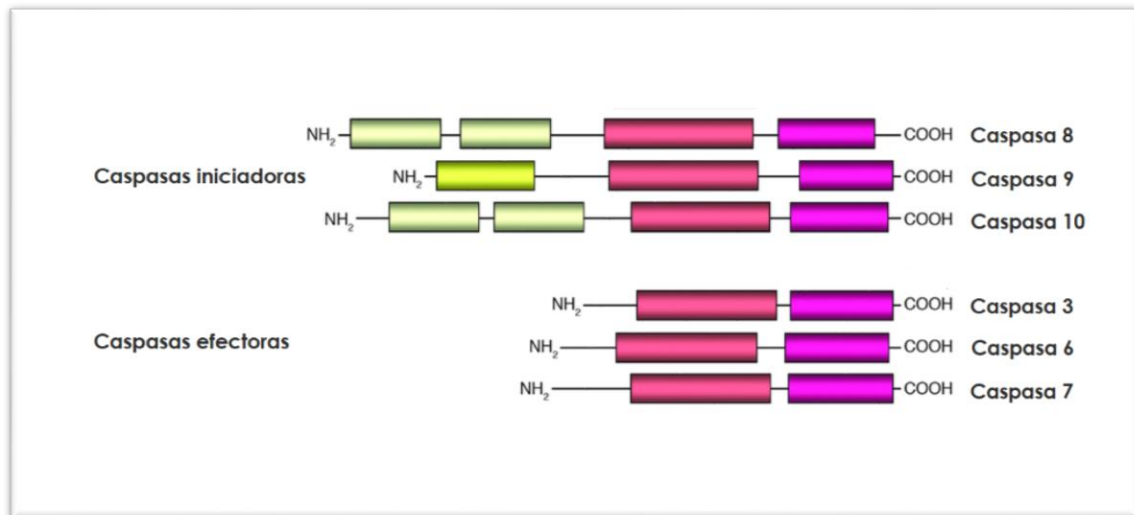 NH₂ COOH Caspasa 8
Caspasas iniciadoras NH₂ COOH Caspasa 9
NH₂ COOH Caspasa 10
NH₂ COOH Caspasa 3
Caspasas efectoras NH₂ COOH Caspasa 6
NH₂ COOH Caspasa 7